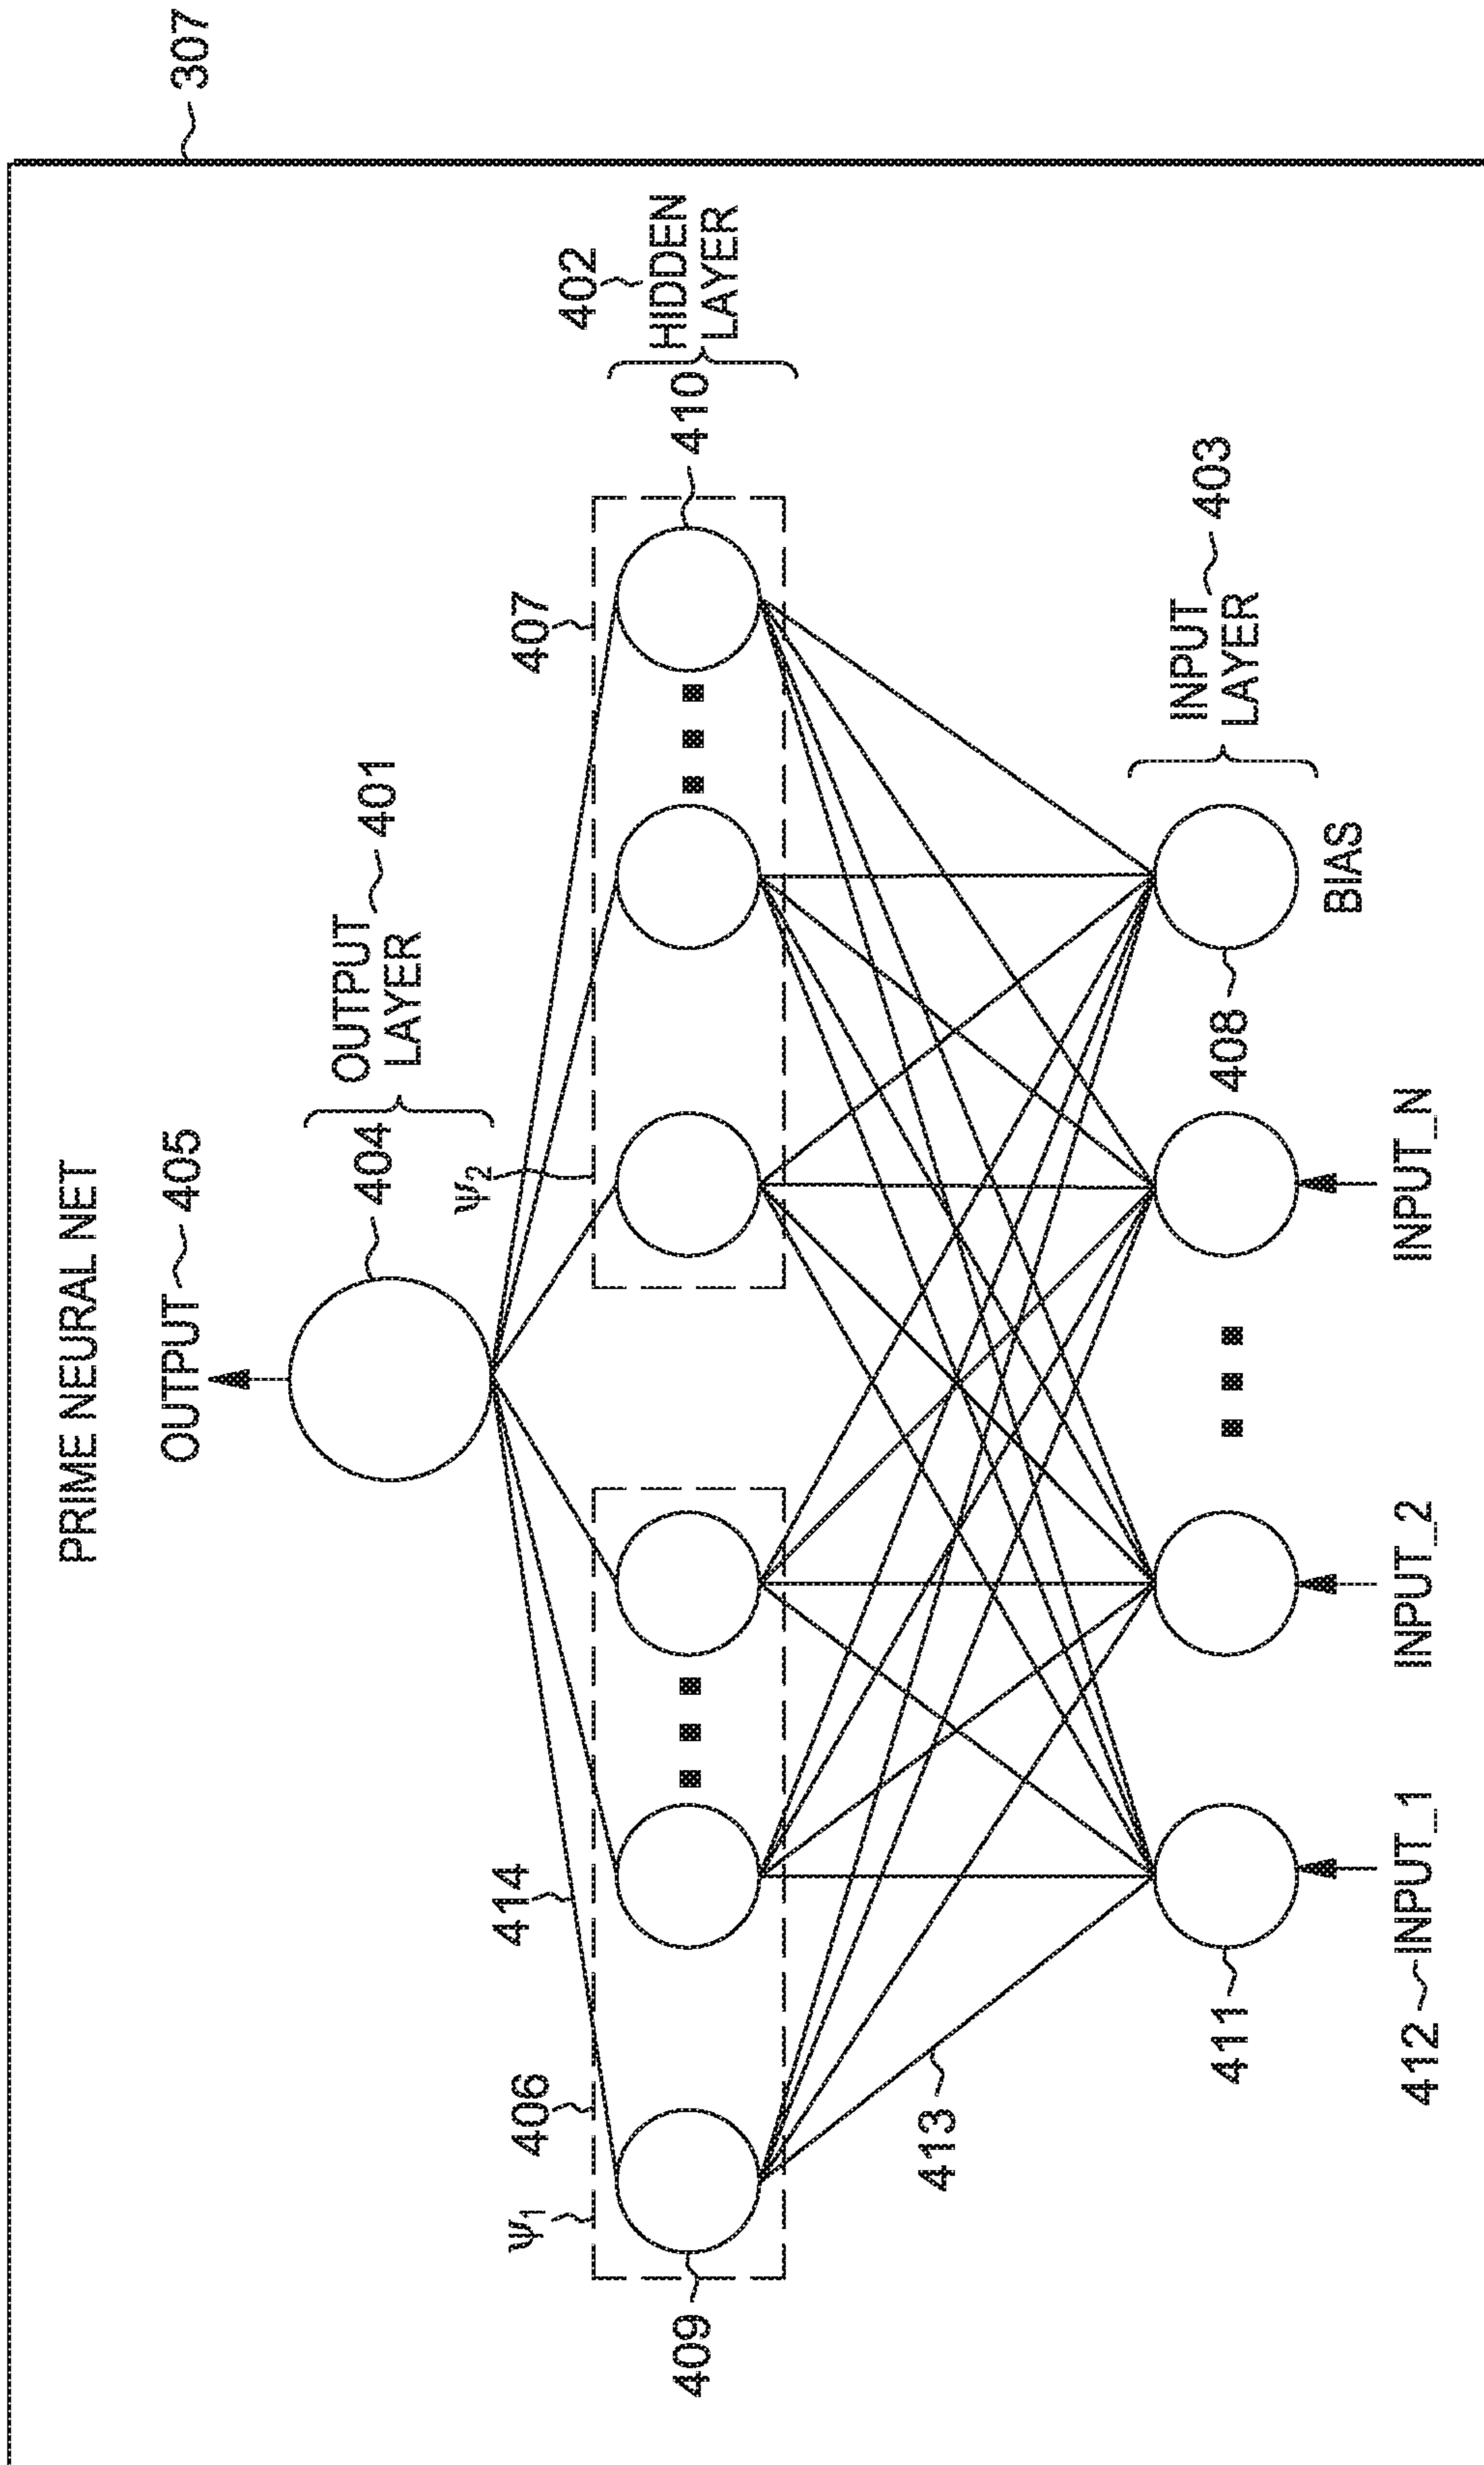 PRIME NEURAL NET
307
OUTPUT 405
404
OUTPUT
LAYER
401
402
HIDDEN
LAYER
ψ1
406
414
ψ2
407
409
410
413
INPUT
LAYER
403
411
408
BIAS
412 INPUT_1
INPUT_2
INPUT_N